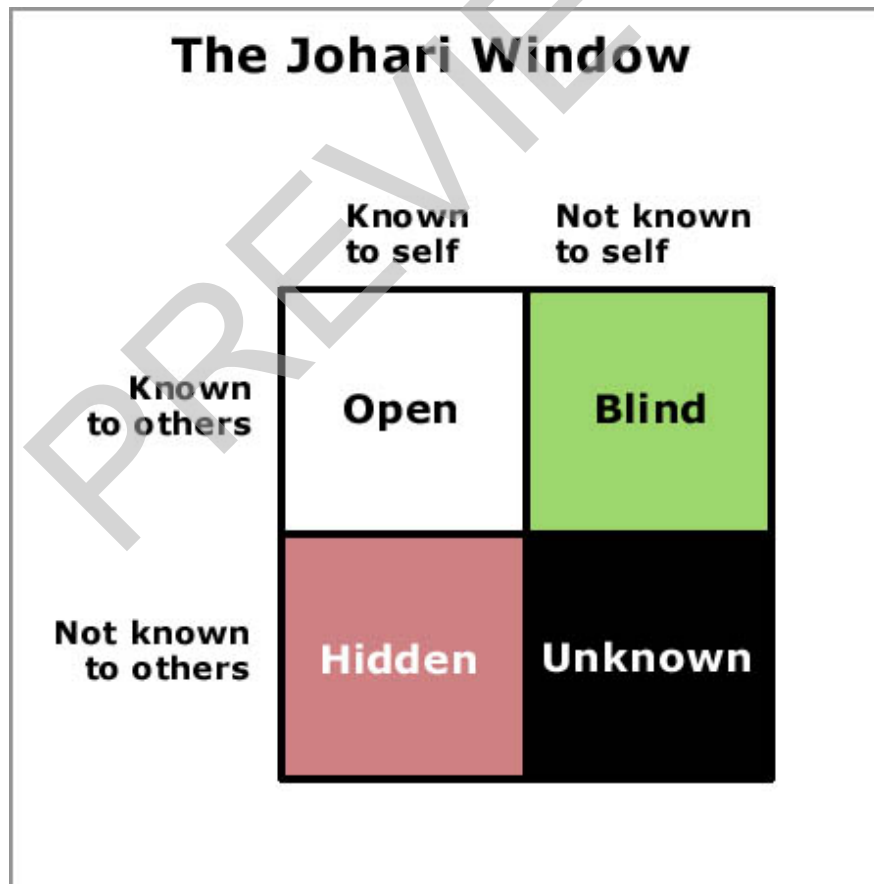 The Johari Window
Known
to self
Not known
to self
Known
to others
Open
Blind
Not known
to others
Hidden
Unknown
PREVIE